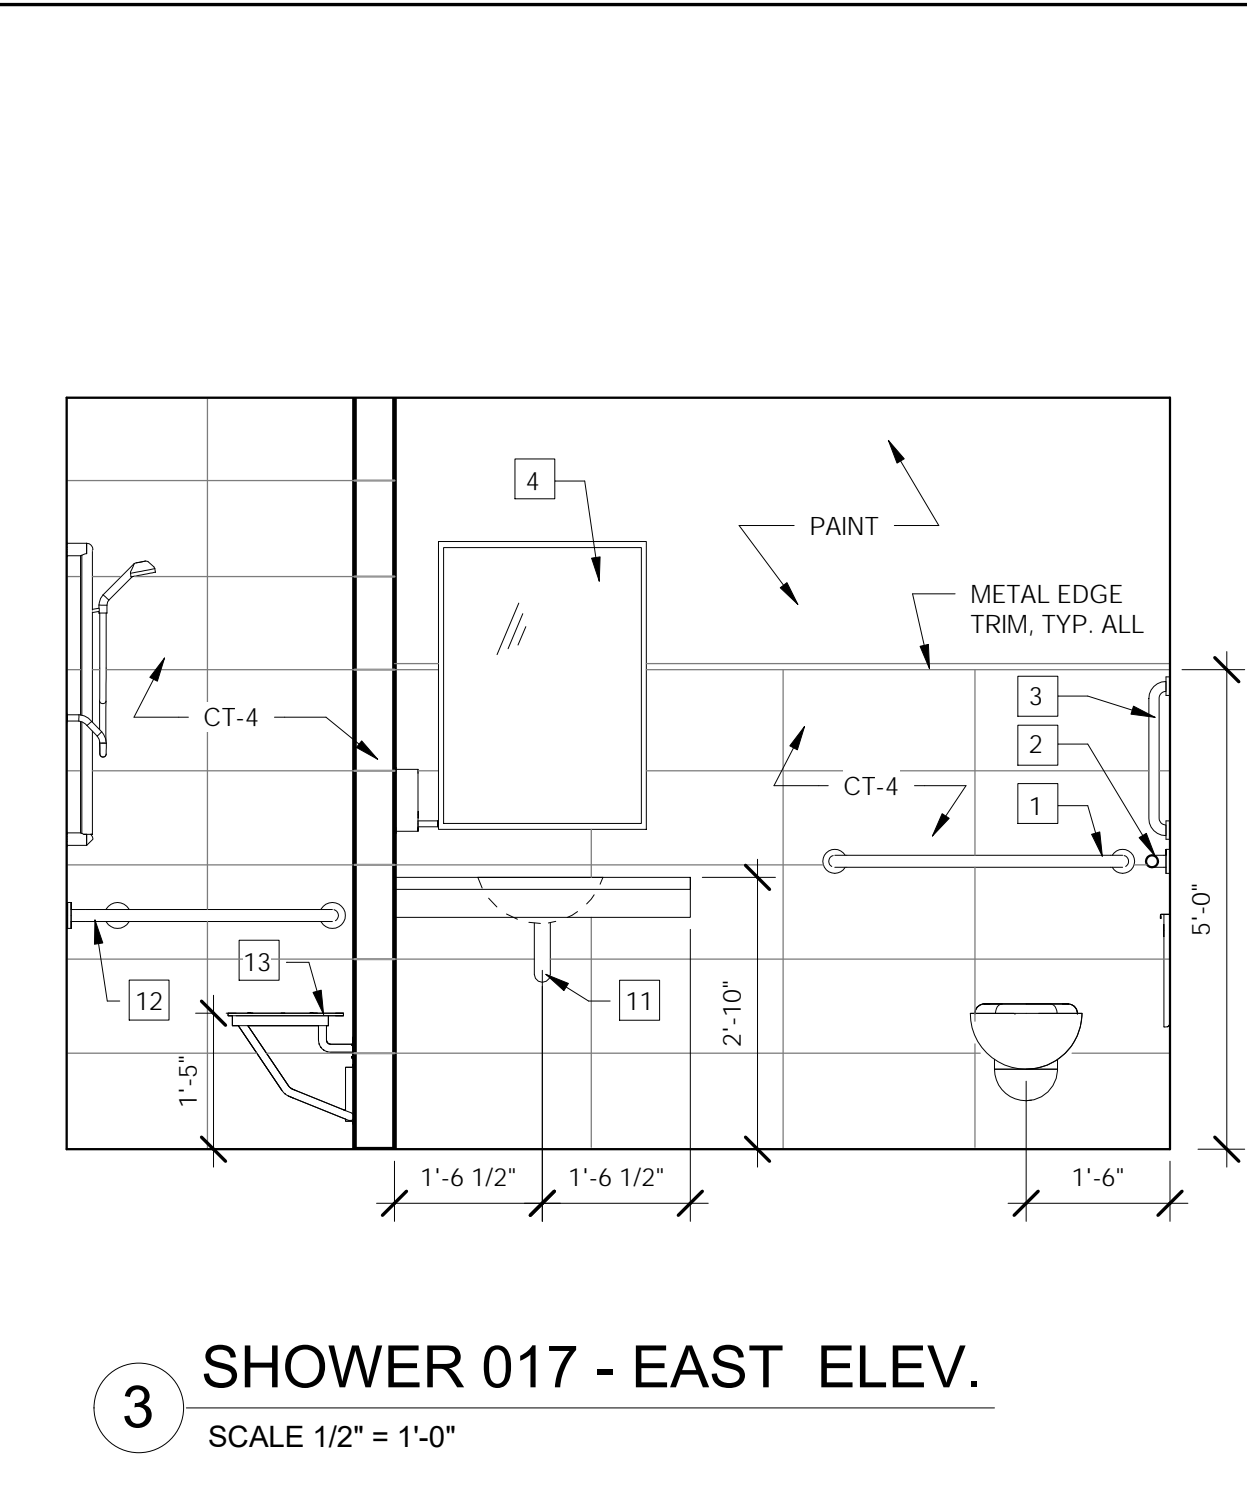 4
PAINT
METAL EDGE
TRIM, TYP. ALL
3
CT-4
2
CT-4
1
5'-0"
13
12
11
2'-10"
1'-5"
1'-6 1/2"
1'-6 1/2"
1'-6"
3
SHOWER 017 - EAST ELEV.
SCALE 1/2" = 1'-0"